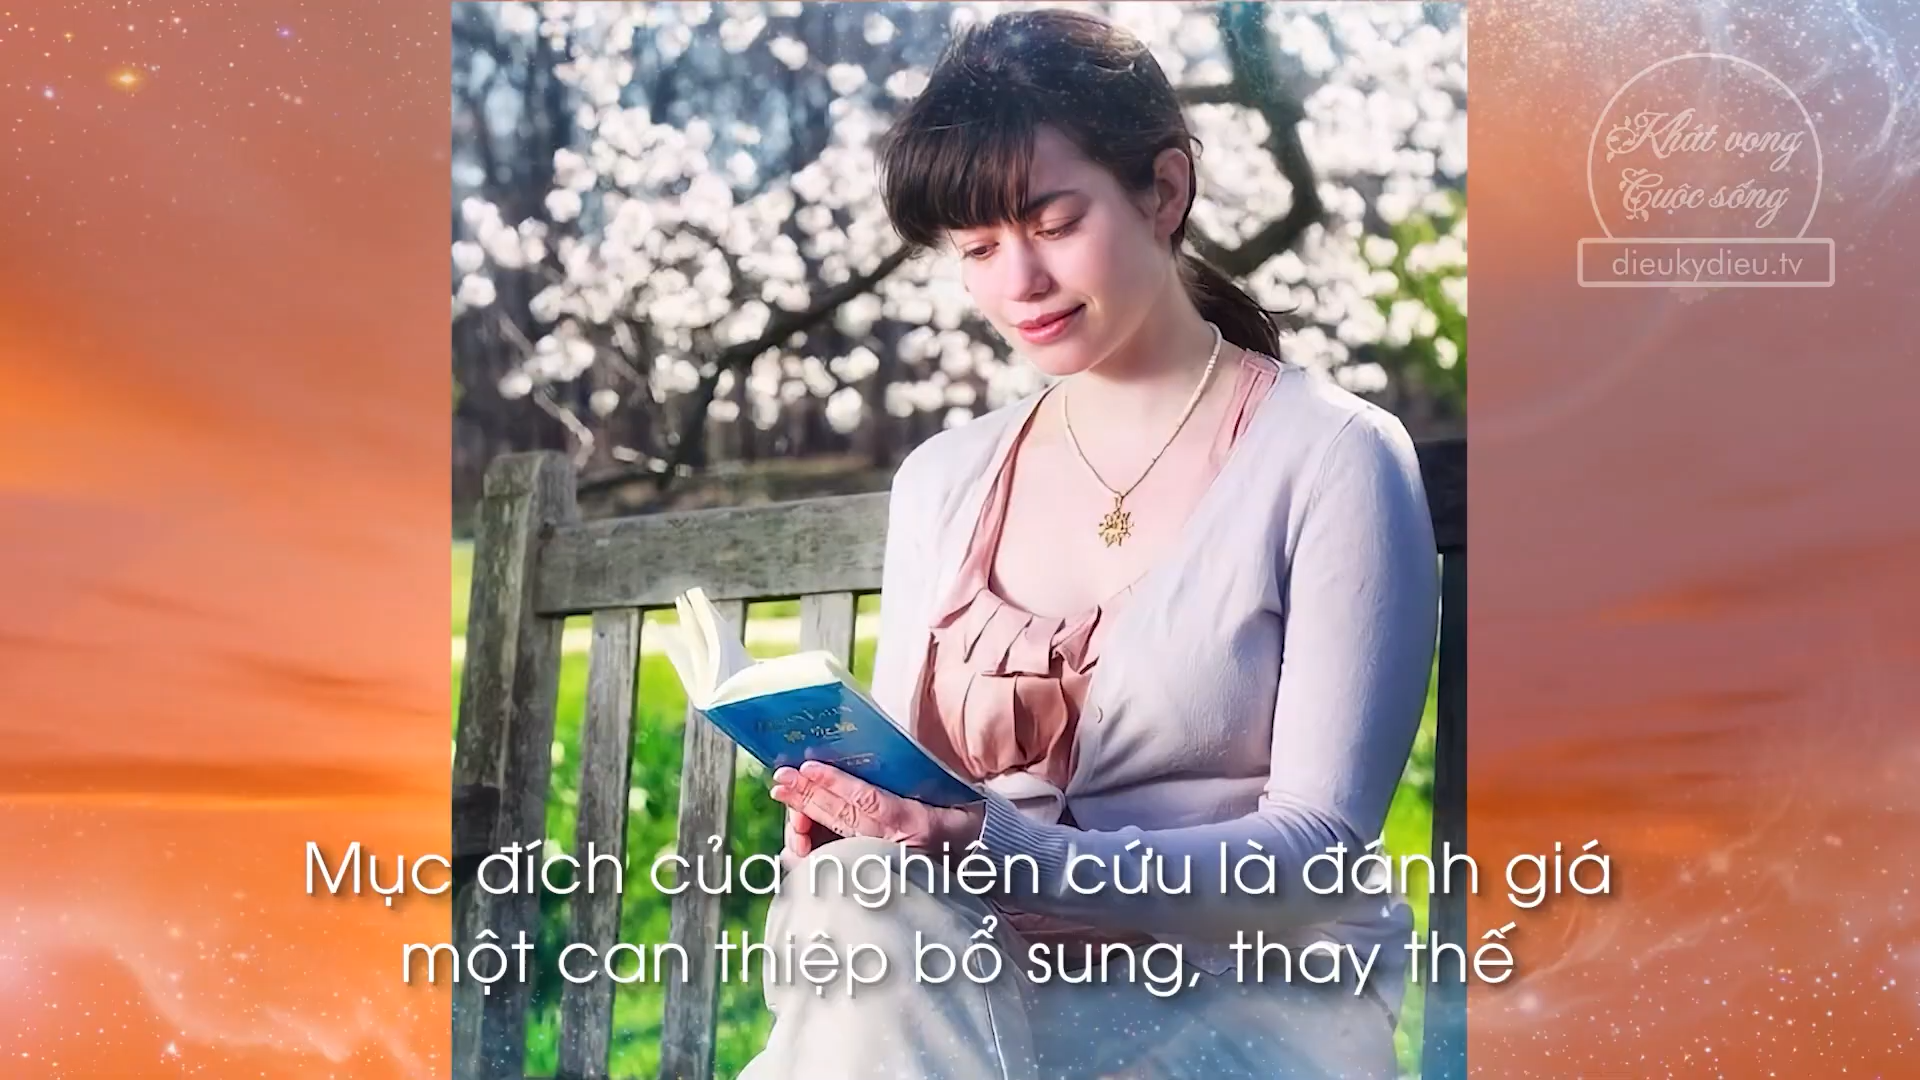 Khát vọng
Cuộc sống
dieukydieu.tv
Mục đích của nghiên cứu là đánh giá
một can thiệp bổ sung, thay thế